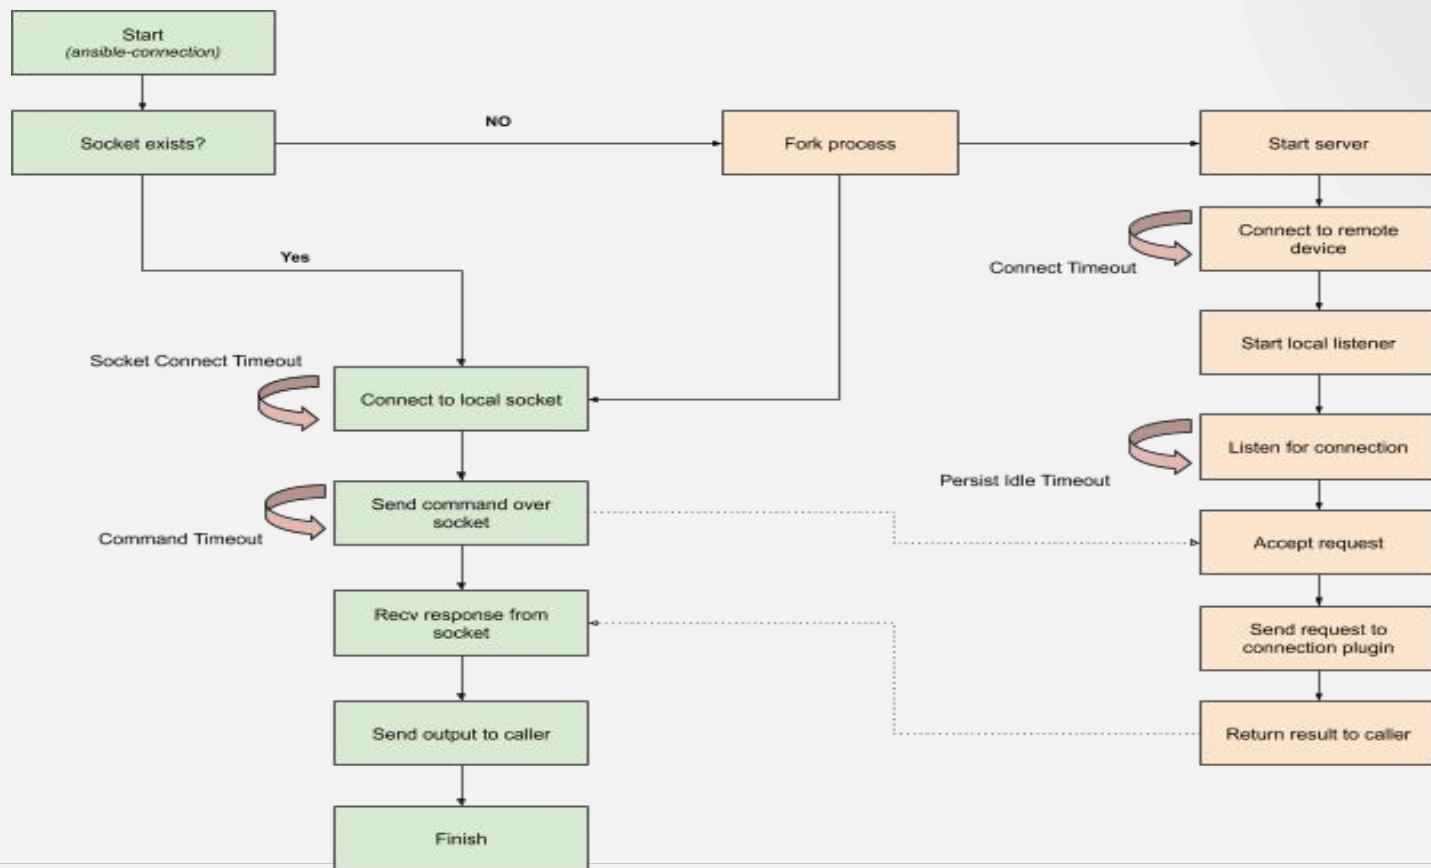 Start
(ansible-connection)
Socket exists?
NO
Fork process
Start server
Yes
Connect to remote
device
Connect Timeout
Start local listener
Socket Connect Timeout
Connect to local socket
Listen for connection
Persist Idle Timeout
Send command over
socket
Command Timeout
Accept request
Recv response from
socket
Send request to
connection plugin
Send output to caller
Return result to caller
Finish